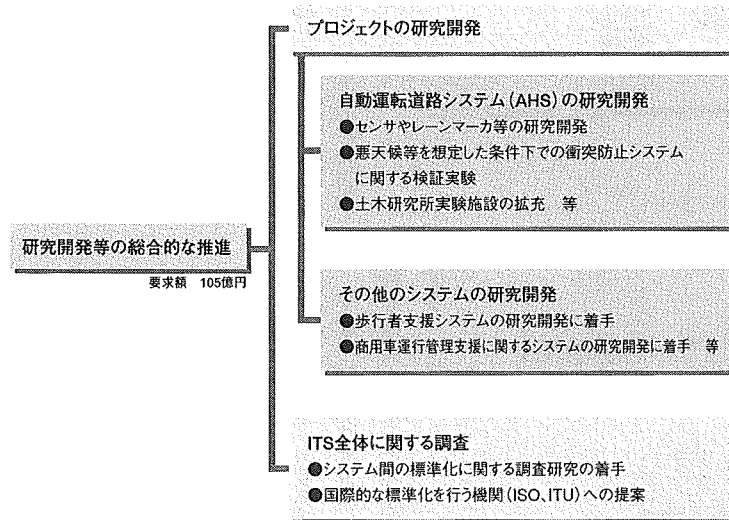 プロジェクトの研究開発
自動運転道路システム(AHS)の研究開発
●センサやレーンマーカ等の研究開発
●悪天候等を想定した条件下での衝突防止システム
に関する検証実験
●土木研究所実験施設の拡充 等
研究開発等の総合的な推進
要求額 105億円
その他のシステムの研究開発
●歩行者支援システムの研究開発に着手
●商用車運行管理支援に関するシステムの研究開発に着手 等
ITS全体に関する調査
●システム間の標準化に関する調査研究の着手
●国際的な標準化を行う機関(ISO、ITU)への提案